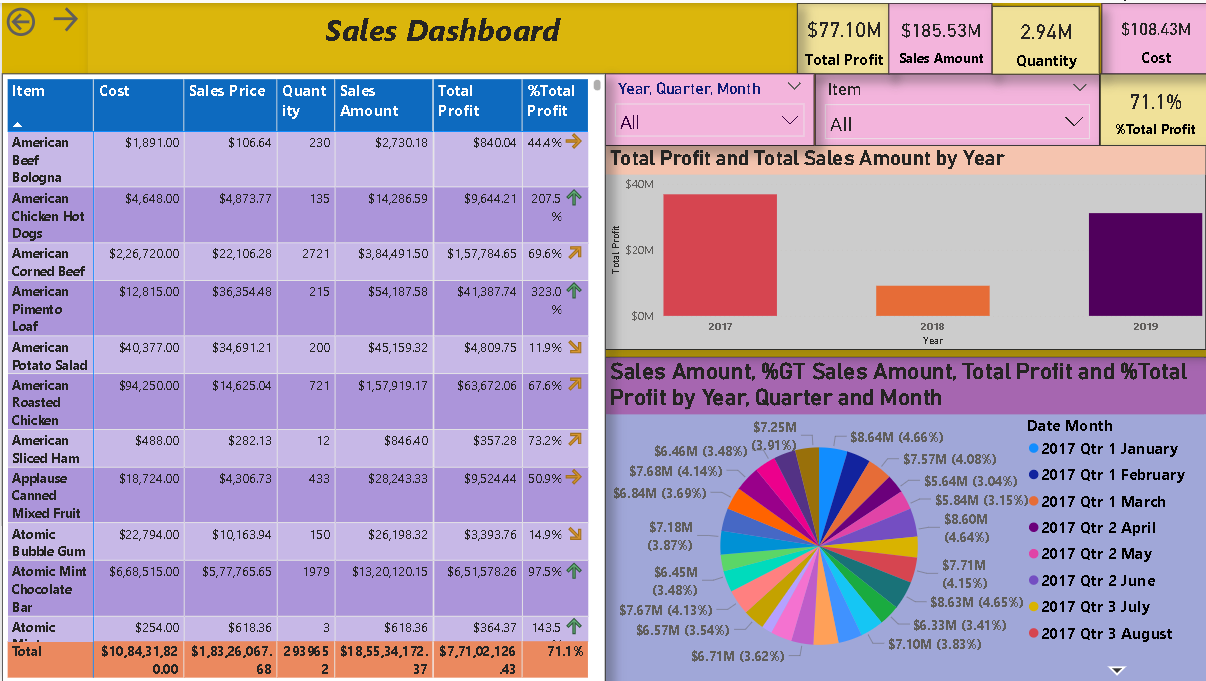 Sales Dashboard
$77.10M
Total Profit
$185.53M
Sales Amount
2.94M
Quantity
$108.43M
Cost
Item
Cost
Sales Price
Quant
ity
Sales
Amount
Total
Profit
%Total
Profit
American
Beef
Bologna
$1,891.00 $106.64 230 $2,730.18 $840.04 44.4%
American
Chicken Hot
Dogs
$4,648.00 $4,873.77 135 $14,286.59 $9,644.21 207.5
%
American
Corned Beef
$2,26,720.00 $22,106.28 2721 $3,84,491.50 $1,57,784.65 69.6%
American
Pimento
Loaf
$12,815.00 $36,354.48 215 $54,187.58 $41,387.74 323.0
%
American
Potato Salad
$40,377.00 $34,691.21 200 $45,159.32 $4,809.75 11.9%
American
Roasted
Chicken
$94,250.00 $14,625.04 721 $1,57,919.17 $63,672.06 67.6%
American
Sliced Ham
$488.00 $282.13 12 $846.40 $357.28 73.2%
Applause
Canned
Mixed Fruit
$18,724.00 $4,306.73 433 $28,243.33 $9,524.44 50.9%
Atomic
Bubble Gum
$22,794.00 $10,163.94 150 $26,198.32 $3,393.76 14.9%
Atomic Mint
Chocolate
Bar
$6,68,515.00 $5,77,765.65 1979 $13,20,120.15 $6,51,578.26 97.5%
Atomic
$254.00 $618.36 3 $618.36 $364.37 143.5
Total
$10,84,31,82
0.00
$1,83,26,067.
68
293965
2
$18,55,34,172.
37
$7,71,02,126
.43
71.1%
Year, Quarter, Month
All
Item
All
71.1%
%Total Profit
Total Profit and Total Sales Amount by Year
Total Profit
$40M
$20M
$0M
2017 2018 2019
Year
Sales Amount, %GT Sales Amount, Total Profit and %Total
Profit by Year, Quarter and Month
$8.64M (4.66%)
$7.57M (4.08%)
$5.64M (3.04%)
$5.84M (3.15%)
$8.60M
(4.64%)
$7.71M
(4.15%)
$8.63M (4.65%)
$6.33M (3.41%)
$7.10M (3.83%)
$6.71M (3.62%)
$6.57M (3.54%)
$7.67M (4.13%)
$6.45M
(3.48%)
$7.18M
(3.87%)
$6.84M (3.69%)
$7.68M (4.14%)
$6.46M (3.48%)
$7.25M
(3.91%)
Date Month
2017 Qtr 1 January
2017 Qtr 1 February
2017 Qtr 1 March
2017 Qtr 2 April
2017 Qtr 2 May
2017 Qtr 2 June
2017 Qtr 3 July
2017 Qtr 3 August